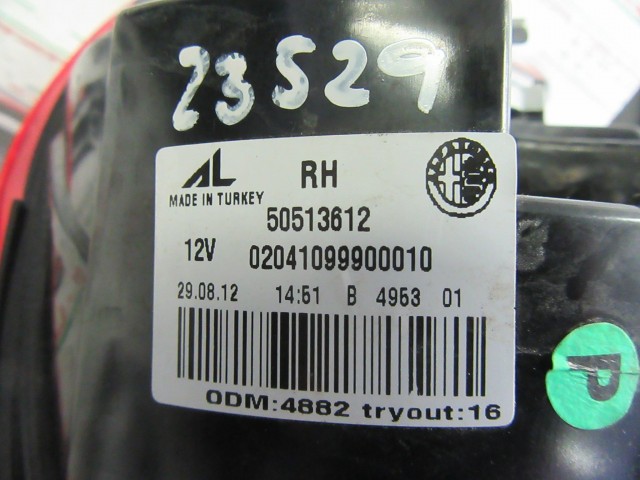 23529
AL RH
MADE IN TURKEY
50513612
12V 02041099900010
29.08.12 14:51 B 4953 01
ODM:4882 tryout:16
P